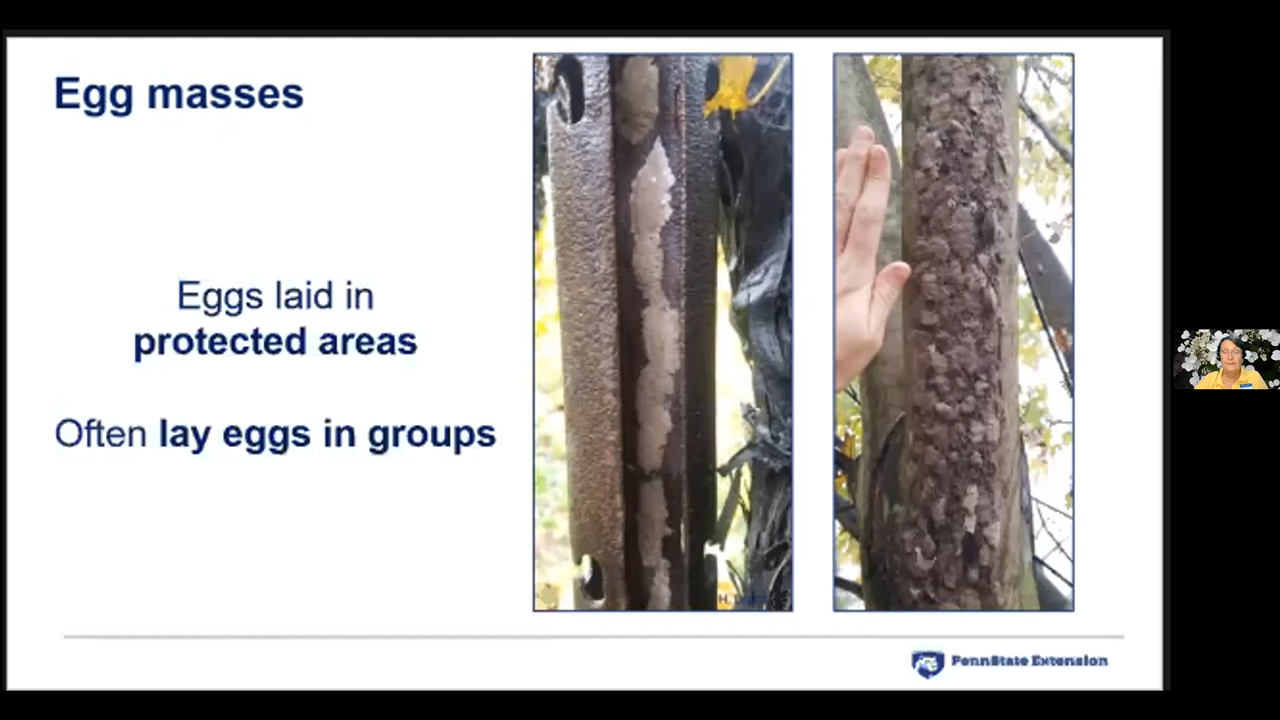 Egg masses
Eggs laid in
protected areas
Often lay eggs in groups
PennState Extension